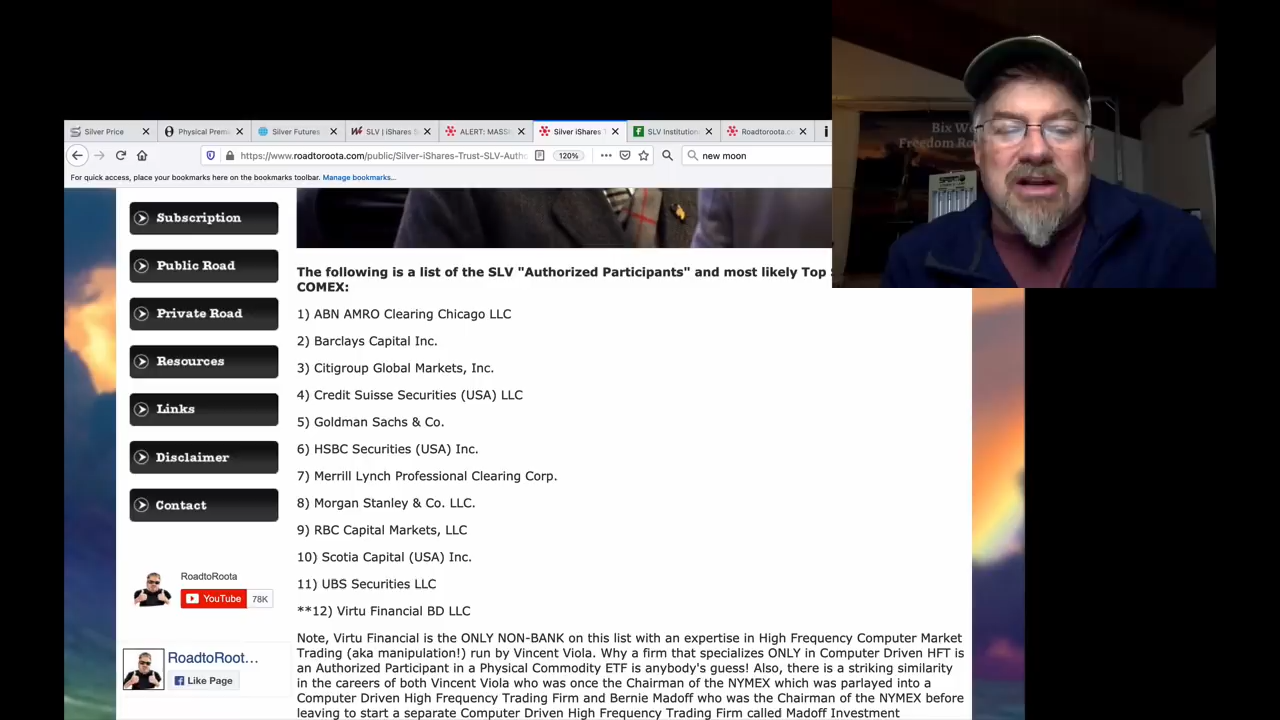 Silver Price
Physical Prem
Silver Futures
SLV | iShares S
ALERT: MASS
Silver iShares T
SLV Institution
Roadtoroota.c
https://www.roadtoroota.com/public/Silver-iShares-Trust-SLV-Auth
120%
new moon
For quick access, place your bookmarks here on the bookmarks toolbar. Manage bookmarks...
Bix We
Freedom Ro
Subscription
Public Road
Private Road
Resources
Links
Disclaimer
Contact
RoadtoRoota
YouTube 78K
RoadtoRoot...
Like Page
The following is a list of the SLV "Authorized Participants" and most likely Top
COMEX:
1) ABN AMRO Clearing Chicago LLC
2) Barclays Capital Inc.
3) Citigroup Global Markets, Inc.
4) Credit Suisse Securities (USA) LLC
5) Goldman Sachs & Co.
6) HSBC Securities (USA) Inc.
7) Merrill Lynch Professional Clearing Corp.
8) Morgan Stanley & Co. LLC.
9) RBC Capital Markets, LLC
10) Scotia Capital (USA) Inc.
11) UBS Securities LLC
**12) Virtu Financial BD LLC
Note, Virtu Financial is the ONLY NON-BANK on this list with an expertise in High Frequency Computer Market
Trading (aka manipulation!) run by Vincent Viola. Why a firm that specializes ONLY in Computer Driven HFT is
an Authorized Participant in a Physical Commodity ETF is anybody's guess! Also, there is a striking similarity
in the careers of both Vincent Viola who was once the Chairman of the NYMEX which was parlayed into a
Computer Driven High Frequency Trading Firm and Bernie Madoff who was the Chairman of the NYMEX before
leaving to start a separate Computer Driven High Frequency Trading Firm called Madoff Investment